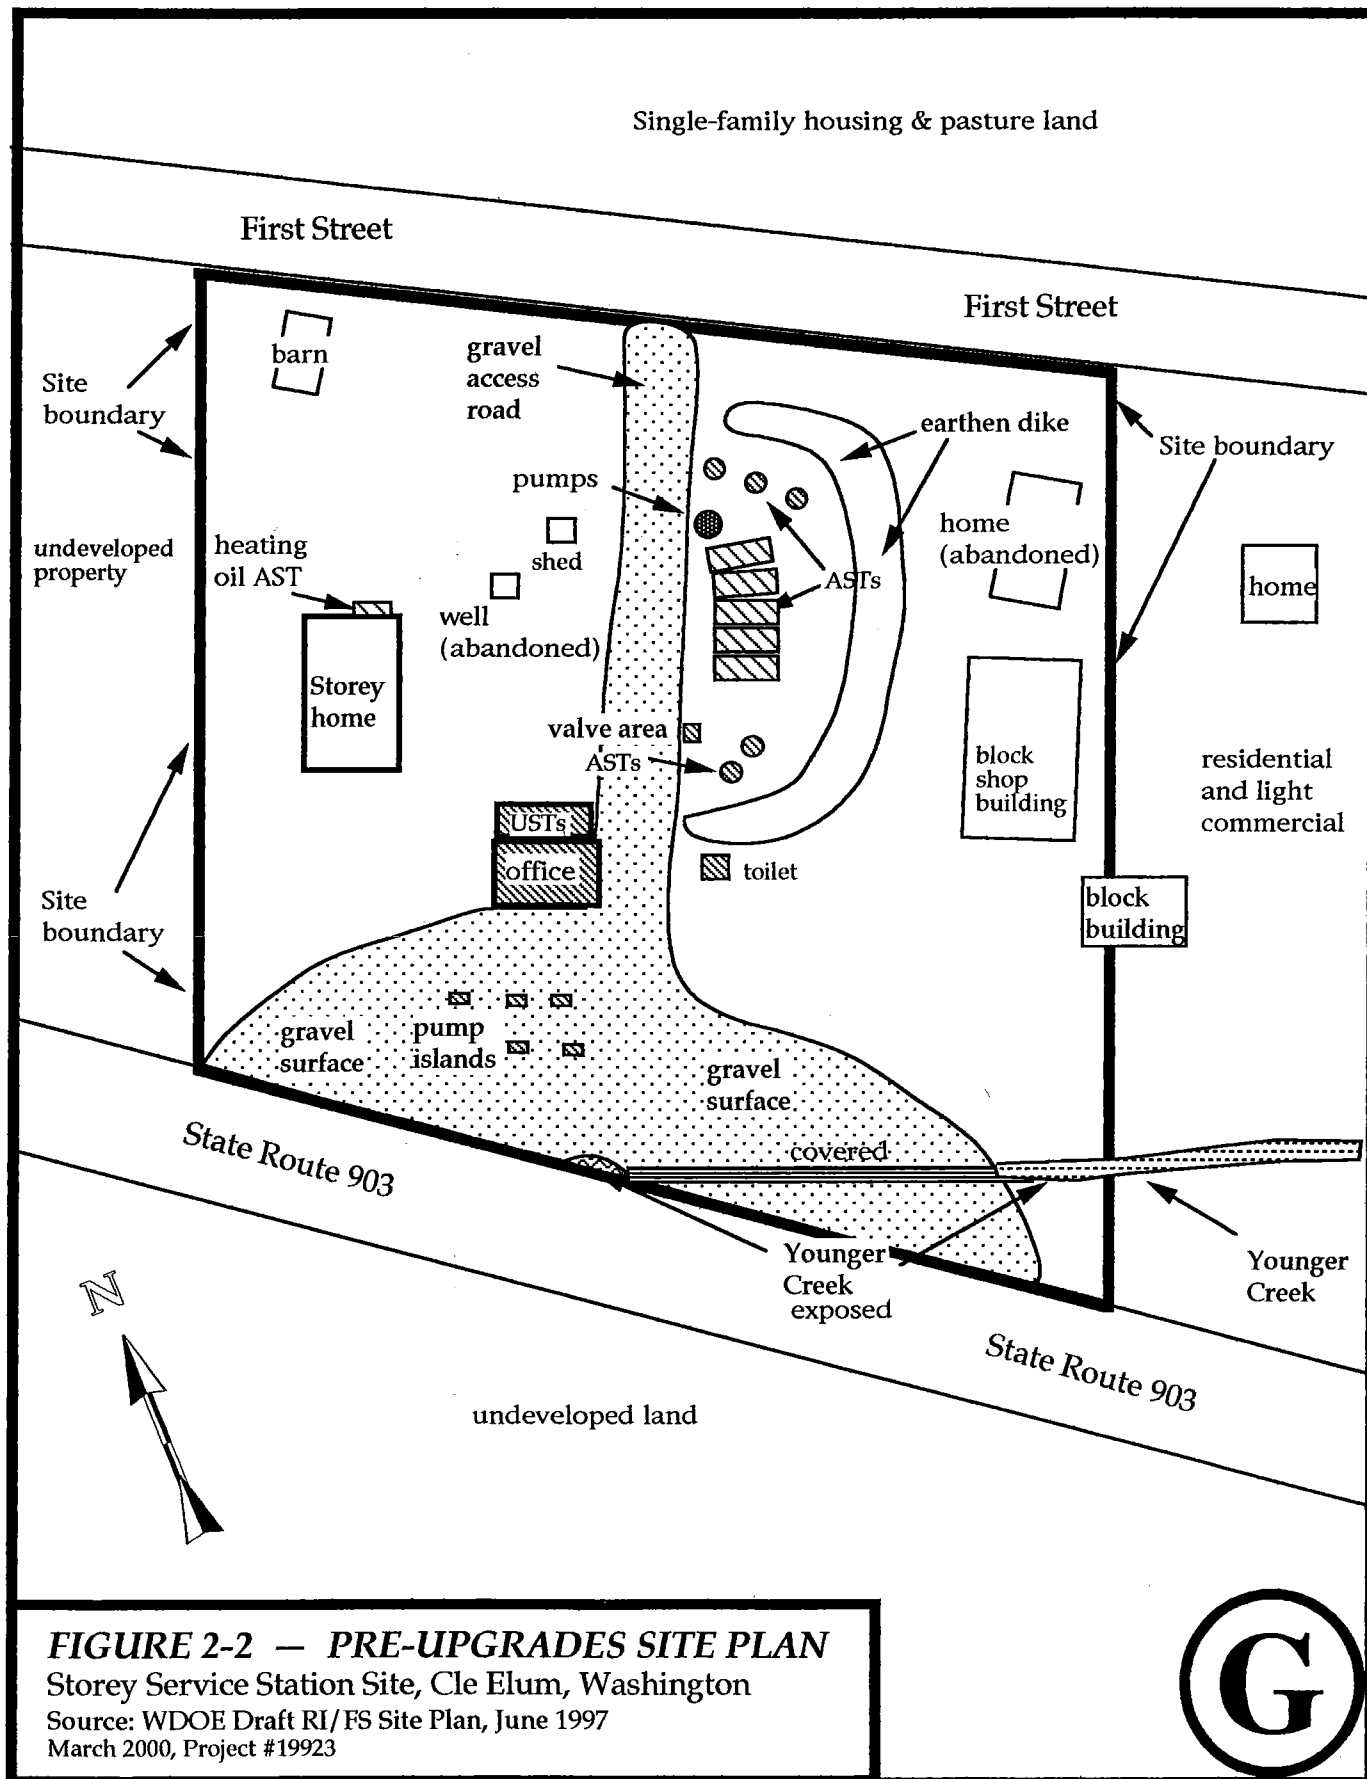 Single-family housing & pasture land
First Street
First Street
barn
gravel
access
road
Site
boundary
earthen dike
Site boundary
pumps
undeveloped
property
heating
oil AST
shed
home
(abandoned)
home
ASTs
well
(abandoned)
Storey
home
valve area
ASTs
block
shop
building
residential
and light
commercial
USTs
office
toilet
Site
boundary
block
building
gravel
surface
pump
islands
gravel
surface
State Route 903
covered
Younger
Creek
exposed
Younger
Creek
N
State Route 903
undeveloped land
FIGURE 2-2 — PRE-UPGRADES SITE PLAN
Storey Service Station Site, Cle Elum, Washington
Source: WDOE Draft RI/FS Site Plan, June 1997
March 2000, Project #19923
G